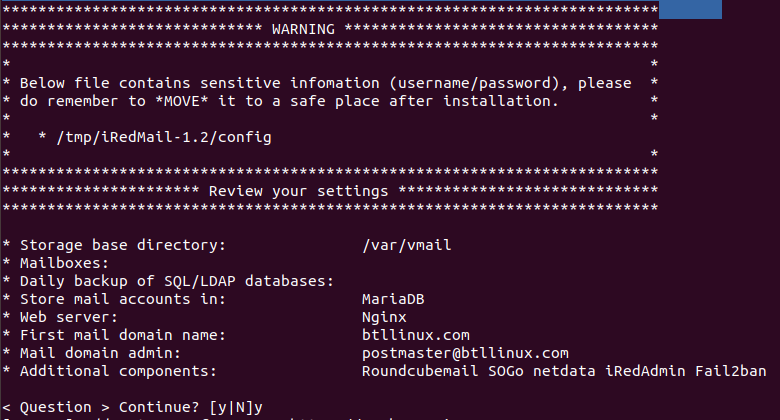 *************************************************************************
***************************** WARNING ***********************************
*************************************************************************
*                                                                       *
* Below file contains sensitive infomation (username/password), please  *
* do remember to *MOVE* it to a safe place after installation.          *
*                                                                       *
*   * /tmp/iRedMail-1.2/config
*                                                                       *
*************************************************************************
********************** Review your settings *****************************
*************************************************************************
* Storage base directory:               /var/vmail
* Mailboxes:
* Daily backup of SQL/LDAP databases:
* Store mail accounts in:               MariaDB
* Web server:                           Nginx
* First mail domain name:               btllinux.com
* Mail domain admin:                    postmaster@btllinux.com
* Additional components:                Roundcubemail SOGo netdata iRedAdmin Fail2ban
< Question > Continue? [y|N]y